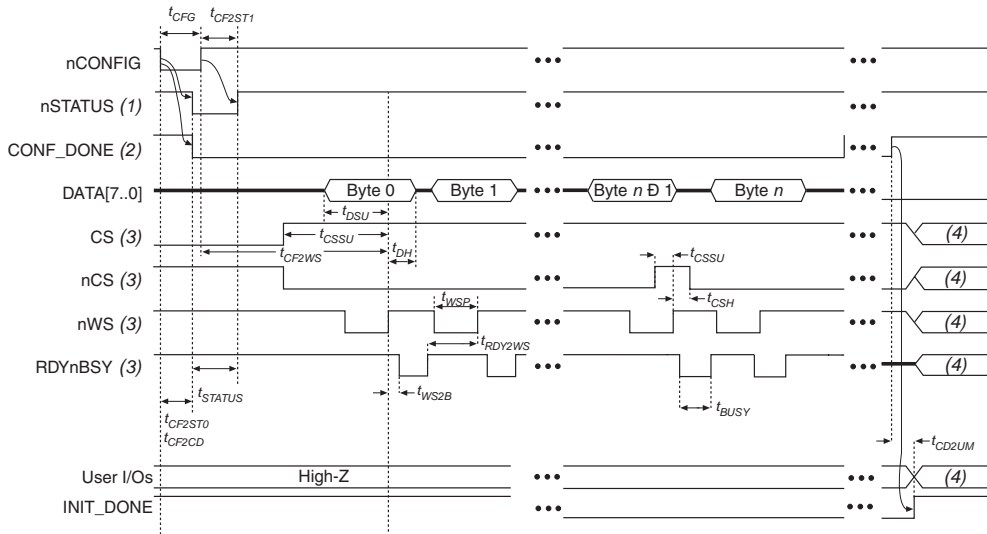 tCFG tCF2ST1
nCONFIG
nSTATUS (1)
CONF_DONE (2)
DATA[7..0] Byte 0 Byte 1 Byte n Ð 1 Byte n
tDSU
CS (3) tCSSU (4)
tCF2WS tDH tCSSU
nCS (3) (4)
tWSP tCSH
nWS (3) (4)
tRDY2WS
RDYnBSY (3) (4)
tSTATUS tWS2B tBUSY
tCF2ST0
tCF2CD tCD2UM
User I/Os High-Z (4)
INIT_DONE